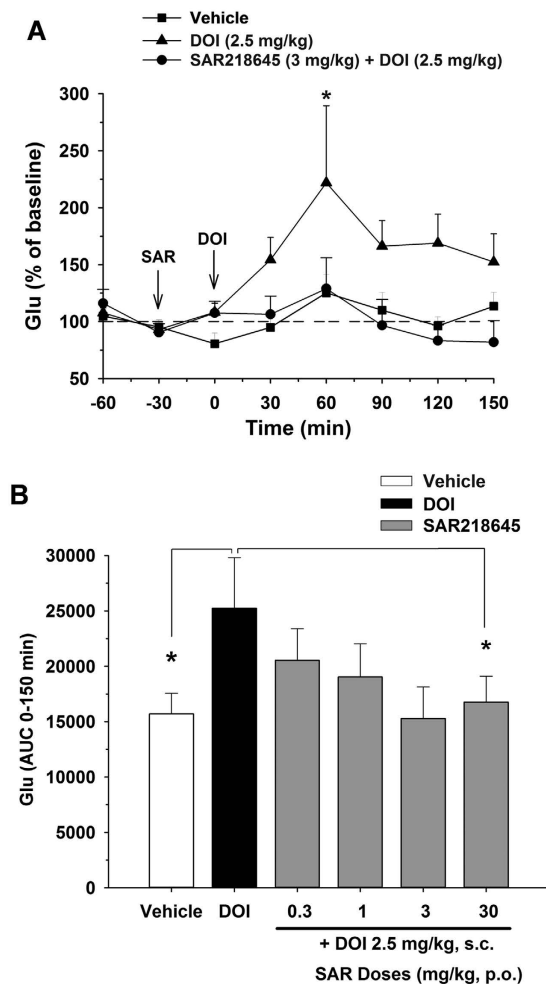 A
Vehicle
DOI (2.5 mg/kg)
SAR218645 (3 mg/kg) + DOI (2.5 mg/kg)
300
250
200
150
100
50
Glu (% of baseline)
*
SAR
DOI
-60 -30 0 30 60 90 120 150
Time (min)
B
Vehicle
DOI
SAR218645
30000
25000
20000
15000
10000
5000
0
Glu (AUC 0-150 min)
* *
Vehicle DOI 0.3 1 3 30
+ DOI 2.5 mg/kg, s.c.
SAR Doses (mg/kg, p.o.)